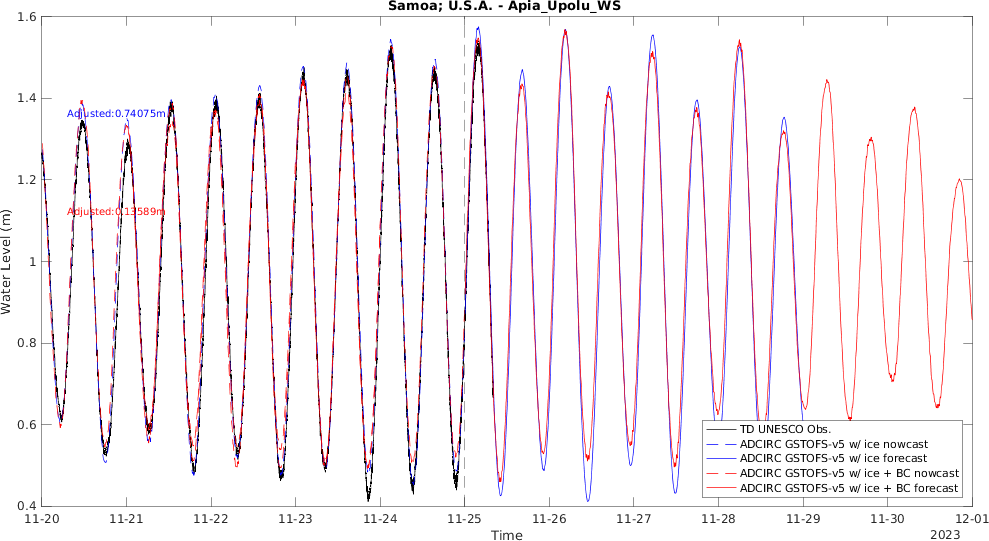 Samoa; U.S.A. - Apia_Upolu_WS
1.6
1.4
1.2
1
0.8
0.6
0.4
Water Level (m)
Adjusted:0.74075m
Adjusted:0.13589m
TD UNESCO Obs.
ADCIRC GSTOFS-v5 w/ ice nowcast
ADCIRC GSTOFS-v5 w/ ice forecast
ADCIRC GSTOFS-v5 w/ ice + BC nowcast
ADCIRC GSTOFS-v5 w/ ice + BC forecast
11-20 11-21 11-22 11-23 11-24 11-25 11-26 11-27 11-28 11-29 11-30 12-01
Time
2023